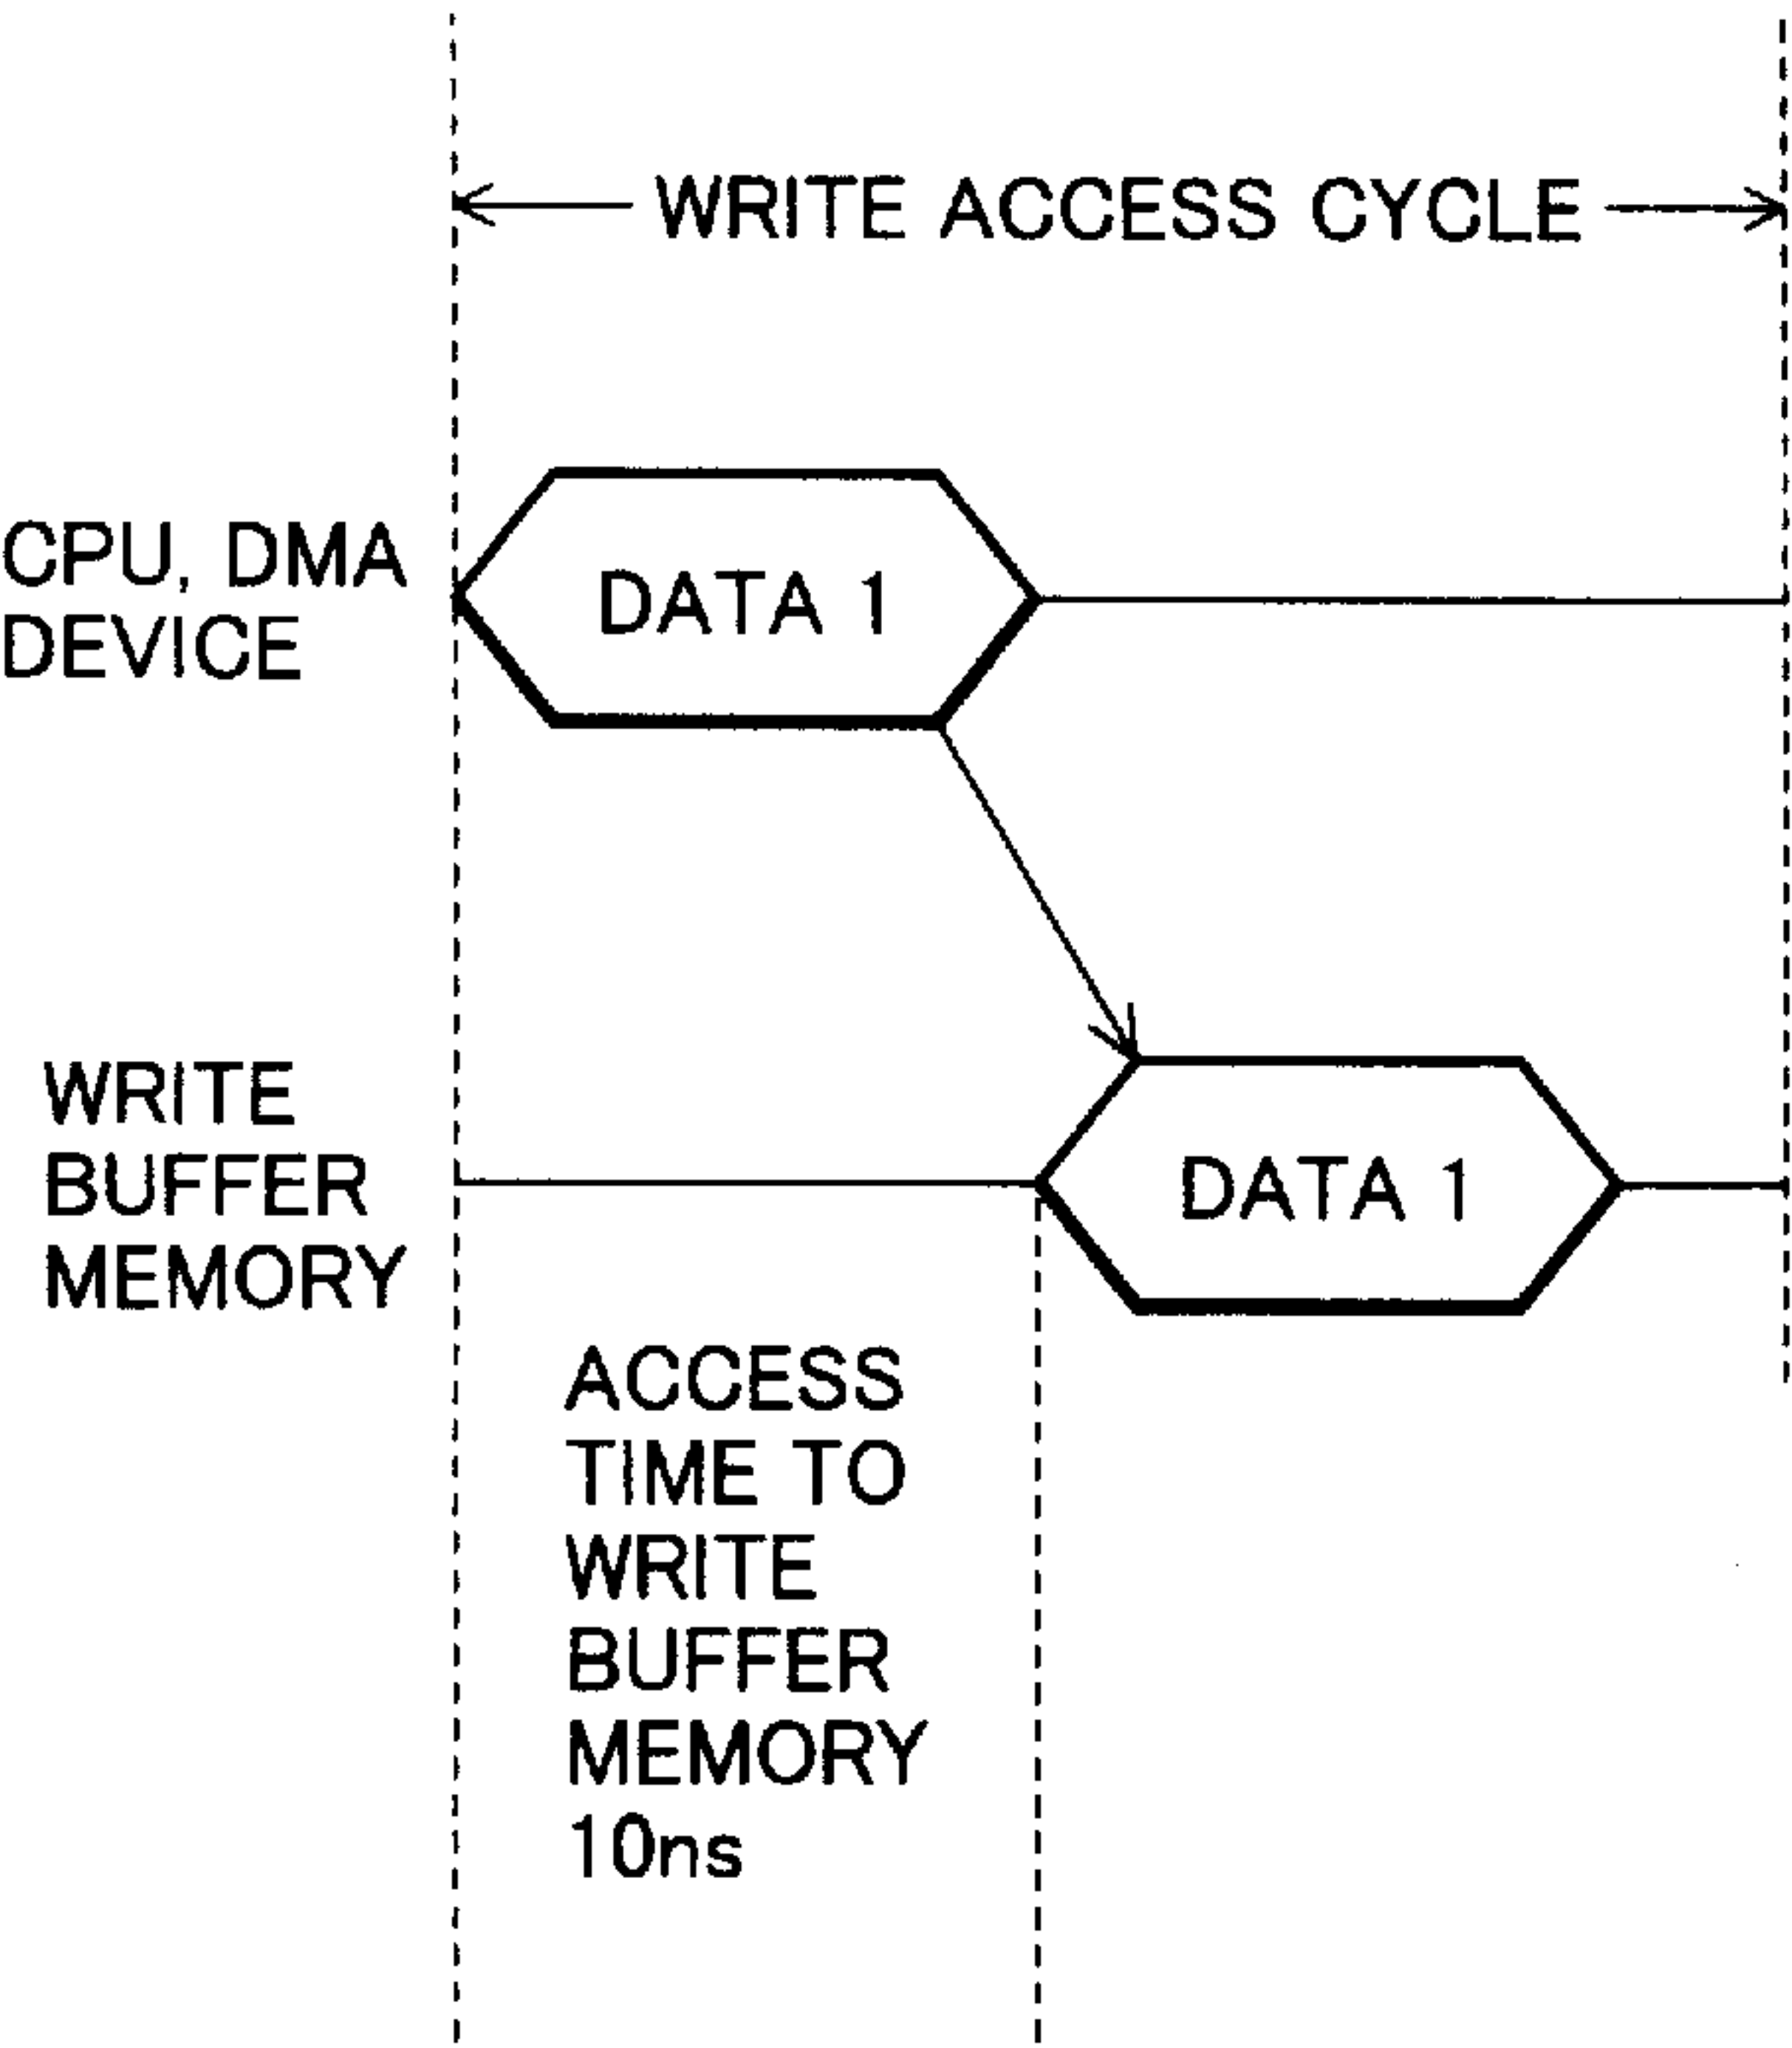 WRITE ACCESS CYCLE
CPU, DMA
DEVICE
DATA 1
WRITE
BUFFER
MEMORY
DATA 1
ACCESS
TIME TO
WRITE
BUFFER
MEMORY
10ns